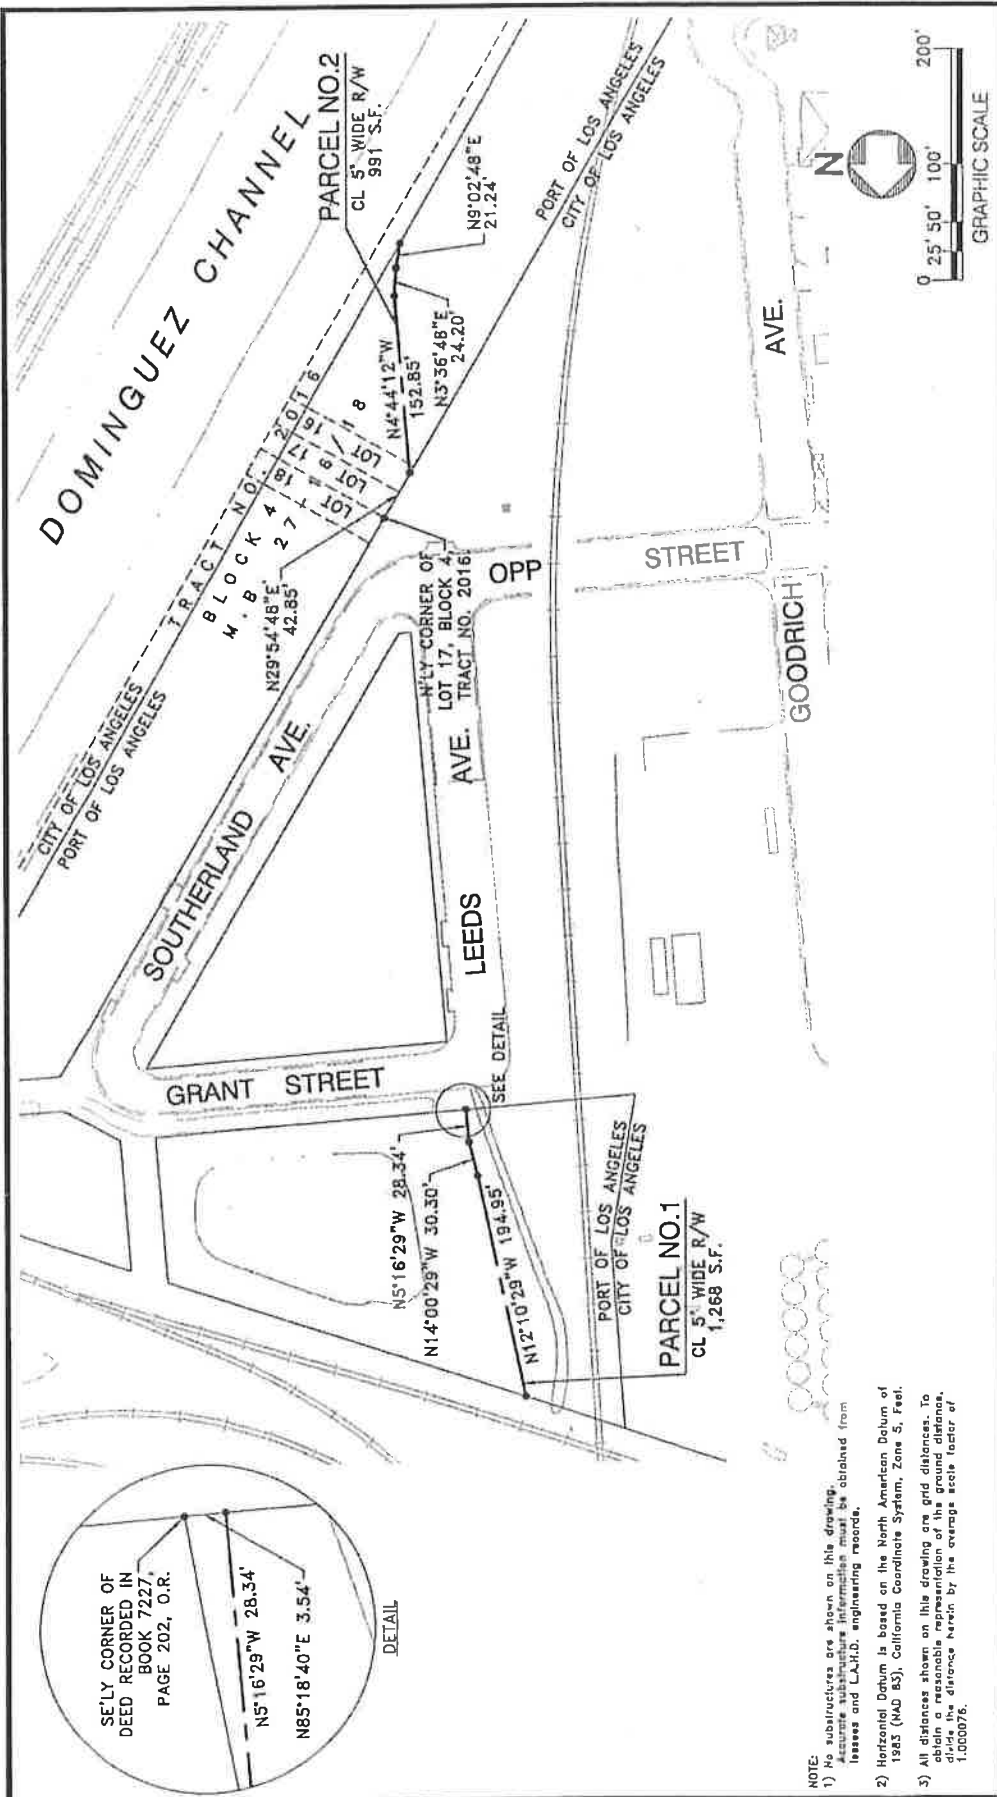 SE'LY CORNER OF
DEED RECORDED IN
BOOK 7227,
PAGE 202, O.R.
N5°16'29"W 28.34'
N85°18'40"E 3.54'
DETAIL
DOMINGUEZ CHANNEL
CITY OF LOS ANGELES
PORT OF LOS ANGELES
TRACT NO. 2016
BLOCK 4
M.B. 27 - 1 & 18
LOT 18
LOT 17
LOT 16
PARCEL NO.2
CL 5' WIDE R/W
991 S.F.
N29°54'48"E
42.85'
N4°44'12"W
152.85'
N3°36'48"E
24.20'
N9°02'48"E
21.24'
PORT OF LOS ANGELES
CITY OF LOS ANGELES
SOUTHERLAND AVE.
N'LY CORNER OF
LOT 17, BLOCK 4,
TRACT NO. 2016
GRANT STREET
LEEDS AVE.
OPP STREET
GOODRICH AVE.
SEE DETAIL
N5°16'29"W 28.34'
N14°00'29"W 30.30'
N12°10'29"W 194.95'
PORT OF LOS ANGELES
CITY OF LOS ANGELES
PARCEL NO.1
CL 5' WIDE R/W
1,268 S.F.
N
0 25' 50' 100' 200'
GRAPHIC SCALE
NOTE:
1) No substructures are shown on this drawing.
Accurate substructure information must be obtained from
lessees and L.A.H.D. engineering records.
2) Horizontal Datum is based on the North American Datum of
1983 (NAD 83), California Coordinate System, Zone 5, Feet.
3) All distances shown on this drawing are grid distances. To
obtain a reasonable representation of the ground distance,
divide the distance herein by the average scale factor of
1.000076.